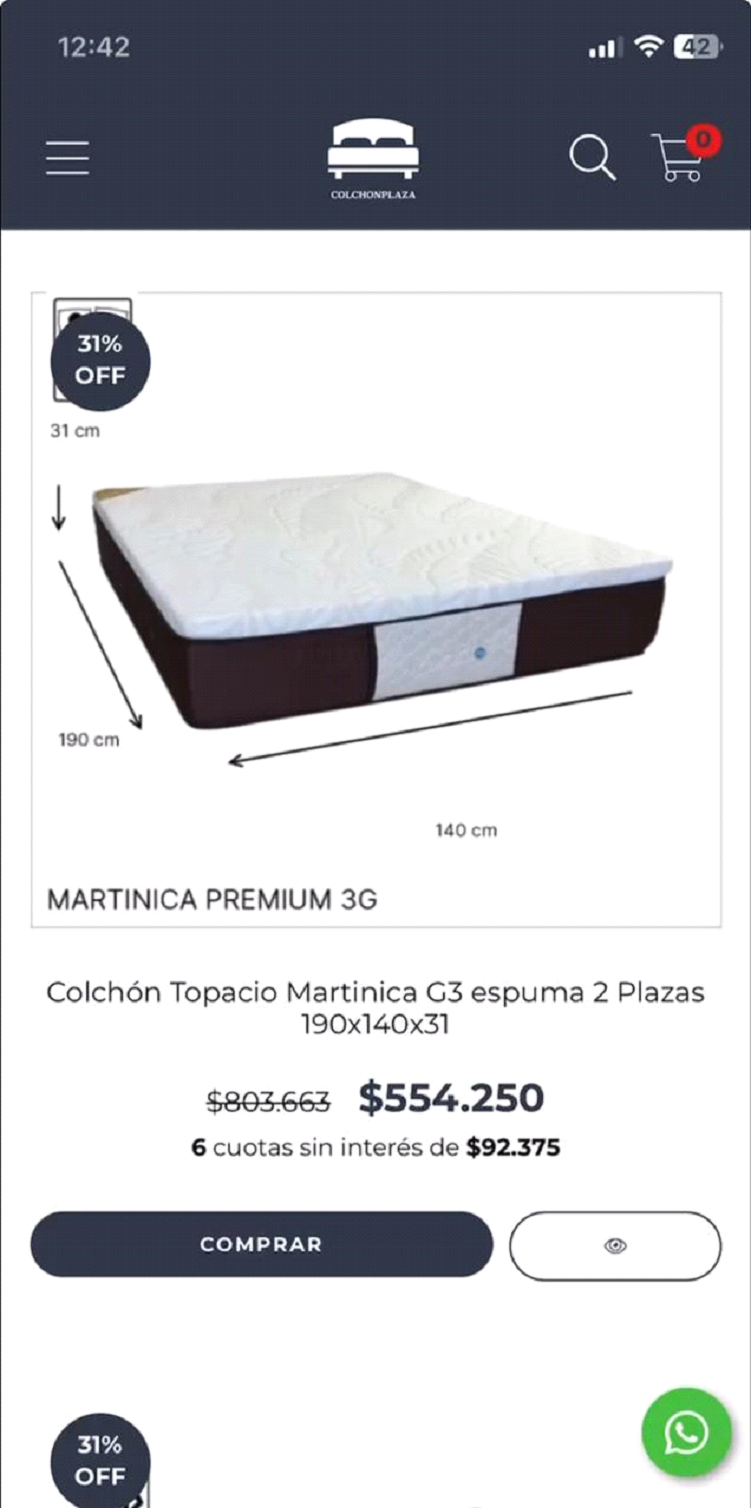 12:42
42
COLCHONPLAZA
0
31%
OFF
31 cm
190 cm
140 cm
MARTINICA PREMIUM 3G
Colchón Topacio Martinica G3 espuma 2 Plazas
190x140x31
$803.663 $554.250
6 cuotas sin interés de $92.375
COMPRAR
31%
OFF